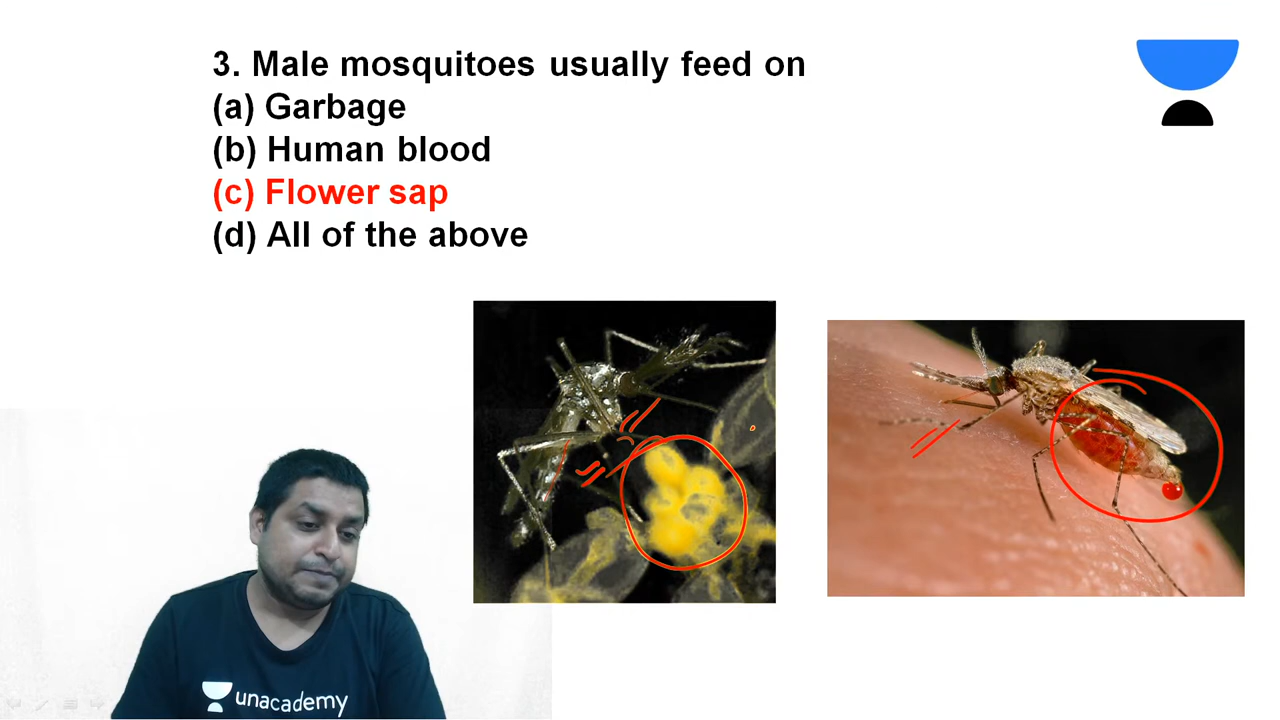 3. Male mosquitoes usually feed on
(a) Garbage
(b) Human blood
(c) Flower sap
(d) All of the above
unacademy